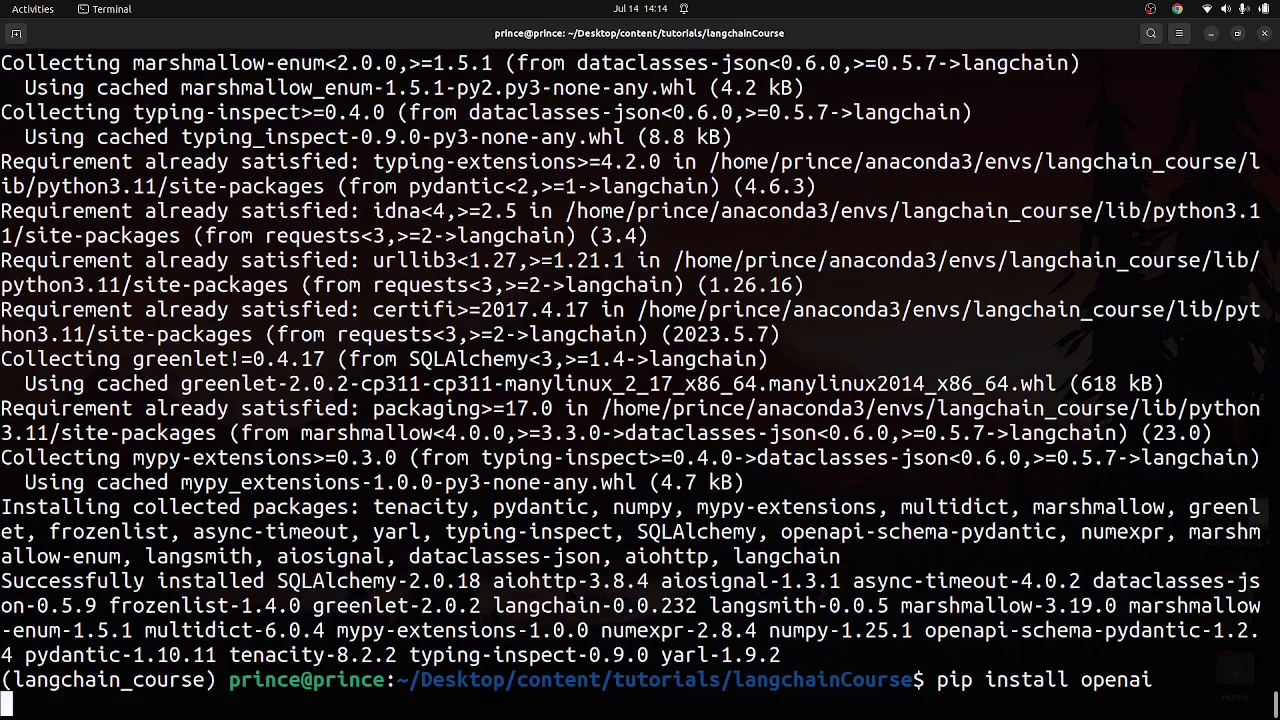 Activities
Terminal
Jul 14 14:14
prince@prince: ~/Desktop/content/tutorials/langchainCourse
Collecting marshmallow-enum<2.0.0,>=1.5.1 (from dataclasses-json<0.6.0,>=0.5.7->langchain)
  Using cached marshmallow_enum-1.5.1-py2.py3-none-any.whl (4.2 kB)
Collecting typing-inspect>=0.4.0 (from dataclasses-json<0.6.0,>=0.5.7->langchain)
  Using cached typing_inspect-0.9.0-py3-none-any.whl (8.8 kB)
Requirement already satisfied: typing-extensions>=4.2.0 in /home/prince/anaconda3/envs/langchain_course/l
ib/python3.11/site-packages (from pydantic<2,>=1->langchain) (4.6.3)
Requirement already satisfied: idna<4,>=2.5 in /home/prince/anaconda3/envs/langchain_course/lib/python3.1
1/site-packages (from requests<3,>=2->langchain) (3.4)
Requirement already satisfied: urllib3<1.27,>=1.21.1 in /home/prince/anaconda3/envs/langchain_course/lib/
python3.11/site-packages (from requests<3,>=2->langchain) (1.26.16)
Requirement already satisfied: certifi>=2017.4.17 in /home/prince/anaconda3/envs/langchain_course/lib/pyt
hon3.11/site-packages (from requests<3,>=2->langchain) (2023.5.7)
Collecting greenlet!=0.4.17 (from SQLAlchemy<3,>=1.4->langchain)
  Using cached greenlet-2.0.2-cp311-cp311-manylinux_2_17_x86_64.manylinux2014_x86_64.whl (618 kB)
Requirement already satisfied: packaging>=17.0 in /home/prince/anaconda3/envs/langchain_course/lib/python
3.11/site-packages (from marshmallow<4.0.0,>=3.3.0->dataclasses-json<0.6.0,>=0.5.7->langchain) (23.0)
Collecting mypy-extensions>=0.3.0 (from typing-inspect>=0.4.0->dataclasses-json<0.6.0,>=0.5.7->langchain)
  Using cached mypy_extensions-1.0.0-py3-none-any.whl (4.7 kB)
Installing collected packages: tenacity, pydantic, numpy, mypy-extensions, multidict, marshmallow, greenl
et, frozenlist, async-timeout, yarl, typing-inspect, SQLAlchemy, openapi-schema-pydantic, numexpr, marshm
allow-enum, langsmith, aiosignal, dataclasses-json, aiohttp, langchain
Successfully installed SQLAlchemy-2.0.18 aiohttp-3.8.4 aiosignal-1.3.1 async-timeout-4.0.2 dataclasses-js
on-0.5.9 frozenlist-1.4.0 greenlet-2.0.2 langchain-0.0.232 langsmith-0.0.5 marshmallow-3.19.0 marshmallow
-enum-1.5.1 multidict-6.0.4 mypy-extensions-1.0.0 numexpr-2.8.4 numpy-1.25.1 openapi-schema-pydantic-1.2.
4 pydantic-1.10.11 tenacity-8.2.2 typing-inspect-0.9.0 yarl-1.9.2
(langchain_course) prince@prince:~/Desktop/content/tutorials/langchainCourse$ pip install openai
Home